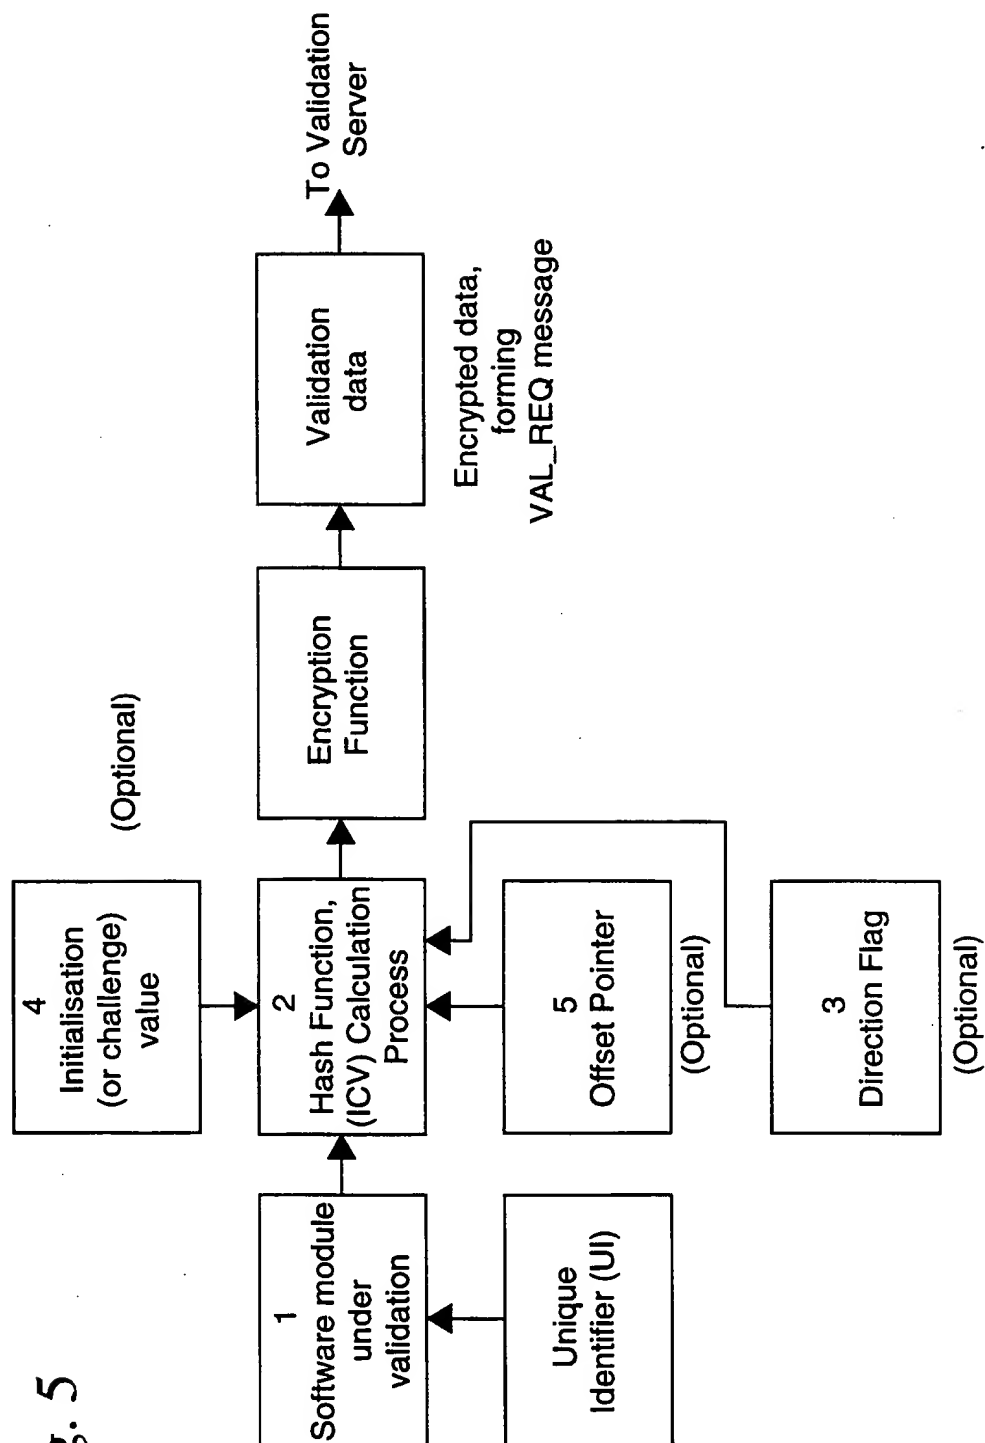 g. 5
1
Software module
under
validation
Unique
Identifier (UI)
4
Initialisation
(or challenge)
value
(Optional)
2
Hash Function,
(ICV) Calculation
Process
5
Offset Pointer
(Optional)
3
Direction Flag
(Optional)
Encryption
Function
Validation
data
Encrypted data,
forming
VAL_REQ message
To Validation
Server